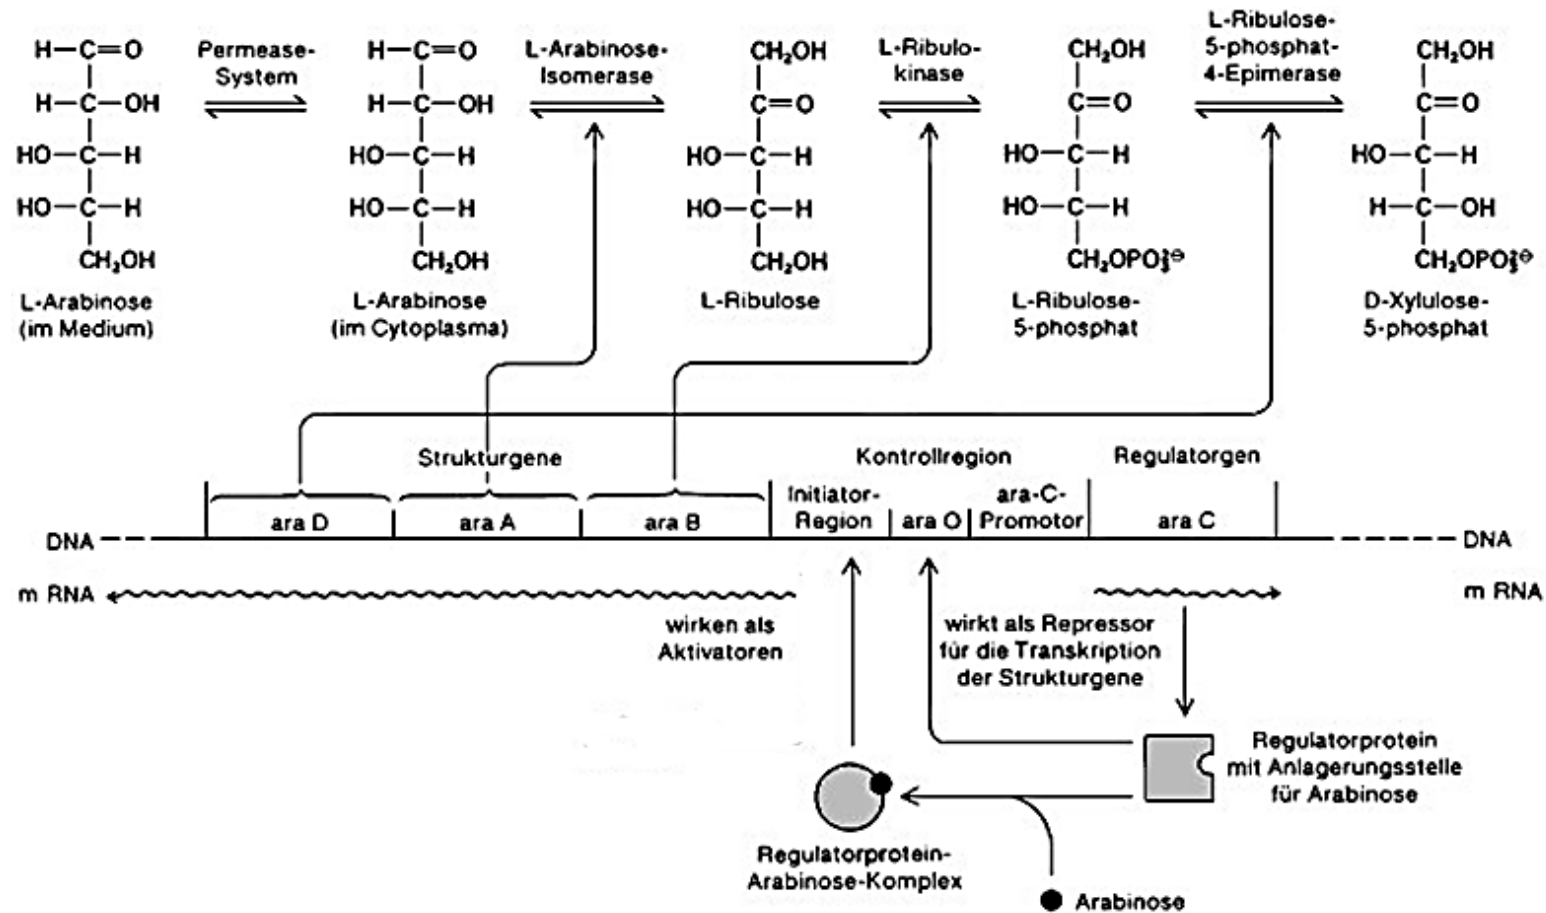 Permease-
System
L-Arabinose-
Isomerase
L-Ribulo-
kinase
L-Ribulose-
5-phosphat-
4-Epimerase
H—C=O
H—C—OH
HO—C—H
HO—C—H
CH₂OH
L-Arabinose
(im Medium)
H—C=O
H—C—OH
HO—C—H
HO—C—H
CH₂OH
L-Arabinose
(im Cytoplasma)
CH₂OH
C=O
HO—C—H
HO—C—H
CH₂OH
L-Ribulose
CH₂OH
C=O
HO—C—H
HO—C—H
CH₂OPO₃²⊖
L-Ribulose-
5-phosphat
CH₂OH
C=O
HO—C—H
H—C—OH
CH₂OPO₃²⊖
D-Xylulose-
5-phosphat
Strukturgene
Kontrollregion
Regulatorgen
ara D
ara A
ara B
Initiator-
Region
ara O
ara-C-
Promotor
ara C
DNA
DNA
m RNA
m RNA
wirken als
Aktivatoren
wirkt als Repressor
für die Transkription
der Strukturgene
Regulatorprotein
mit Anlagerungsstelle
für Arabinose
Regulatorprotein-
Arabinose-Komplex
Arabinose